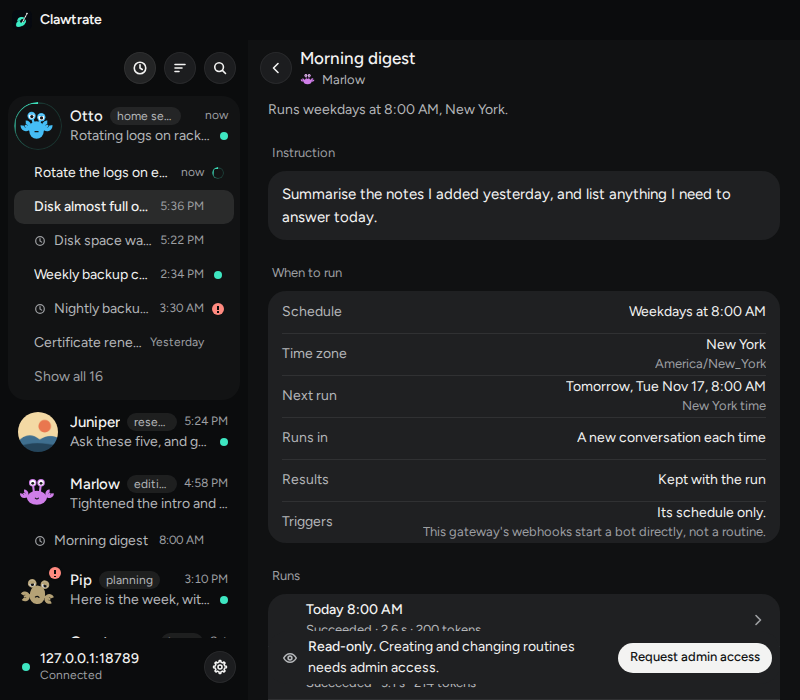 Clawtrate
Otto home se... now
Rotating logs on rack...
Rotate the logs on e... now
Disk almost full o... 5:36 PM
Disk space wa... 5:22 PM
Weekly backup c... 2:34 PM
Nightly backu... 3:30 AM
Certificate rene... Yesterday
Show all 16
Juniper rese... 5:24 PM
Ask these five, and g...
Marlow editi... 4:58 PM
Tightened the intro and ...
Morning digest 8:00 AM
Pip planning 3:10 PM
Here is the week, wit...
127.0.0.1:18789
Connected
Morning digest
Marlow
Runs weekdays at 8:00 AM, New York.
Instruction
Summarise the notes I added yesterday, and list anything I need to
answer today.
When to run
Schedule Weekdays at 8:00 AM
Time zone New York
America/New_York
Next run Tomorrow, Tue Nov 17, 8:00 AM
New York time
Runs in A new conversation each time
Results Kept with the run
Triggers Its schedule only.
This gateway's webhooks start a bot directly, not a routine.
Runs
Today 8:00 AM
Succeeded · 2.6 s · 200 tokens
Read-only. Creating and changing routines
needs admin access.
Request admin access
Succeeded